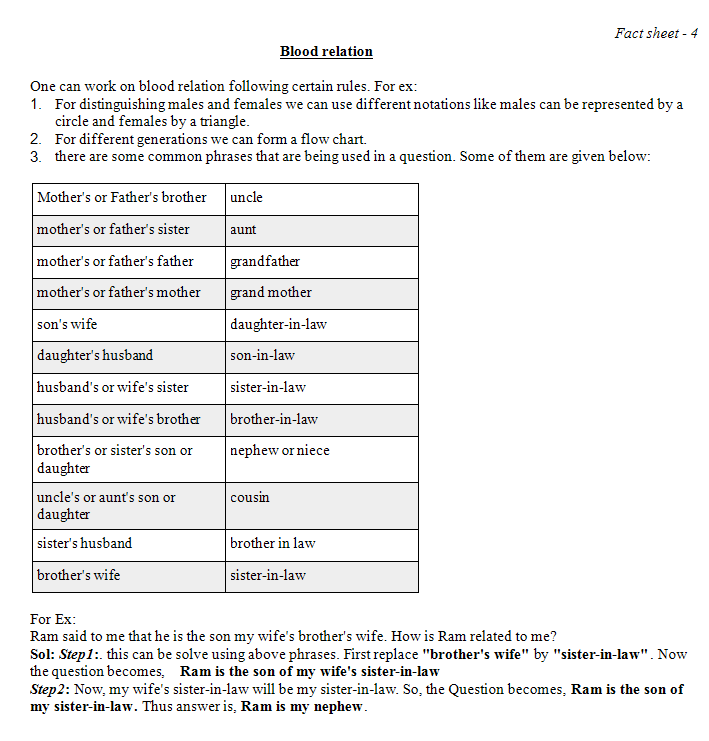 Fact sheet - 4
Blood relation
One can work on blood relation following certain rules. For ex:
1. For distinguishing males and females we can use different notations like males can be represented by a
circle and females by a triangle.
2. For different generations we can form a flow chart.
3. there are some common phrases that are being used in a question. Some of them are given below:
Mother's or Father's brother uncle
mother's or father's sister aunt
mother's or father's father grandfather
mother's or father's mother grand mother
son's wife daughter-in-law
daughter's husband son-in-law
husband's or wife's sister sister-in-law
husband's or wife's brother brother-in-law
brother's or sister's son or nephew or niece
daughter
uncle's or aunt's son or cousin
daughter
sister's husband brother in law
brother's wife sister-in-law
For Ex:
Ram said to me that he is the son my wife's brother's wife. How is Ram related to me?
Sol: Step1:. this can be solve using above phrases. First replace "brother's wife" by "sister-in-law". Now
the question becomes, Ram is the son of my wife's sister-in-law
Step2: Now, my wife's sister-in-law will be my sister-in-law. So, the Question becomes, Ram is the son of
my sister-in-law. Thus answer is, Ram is my nephew.